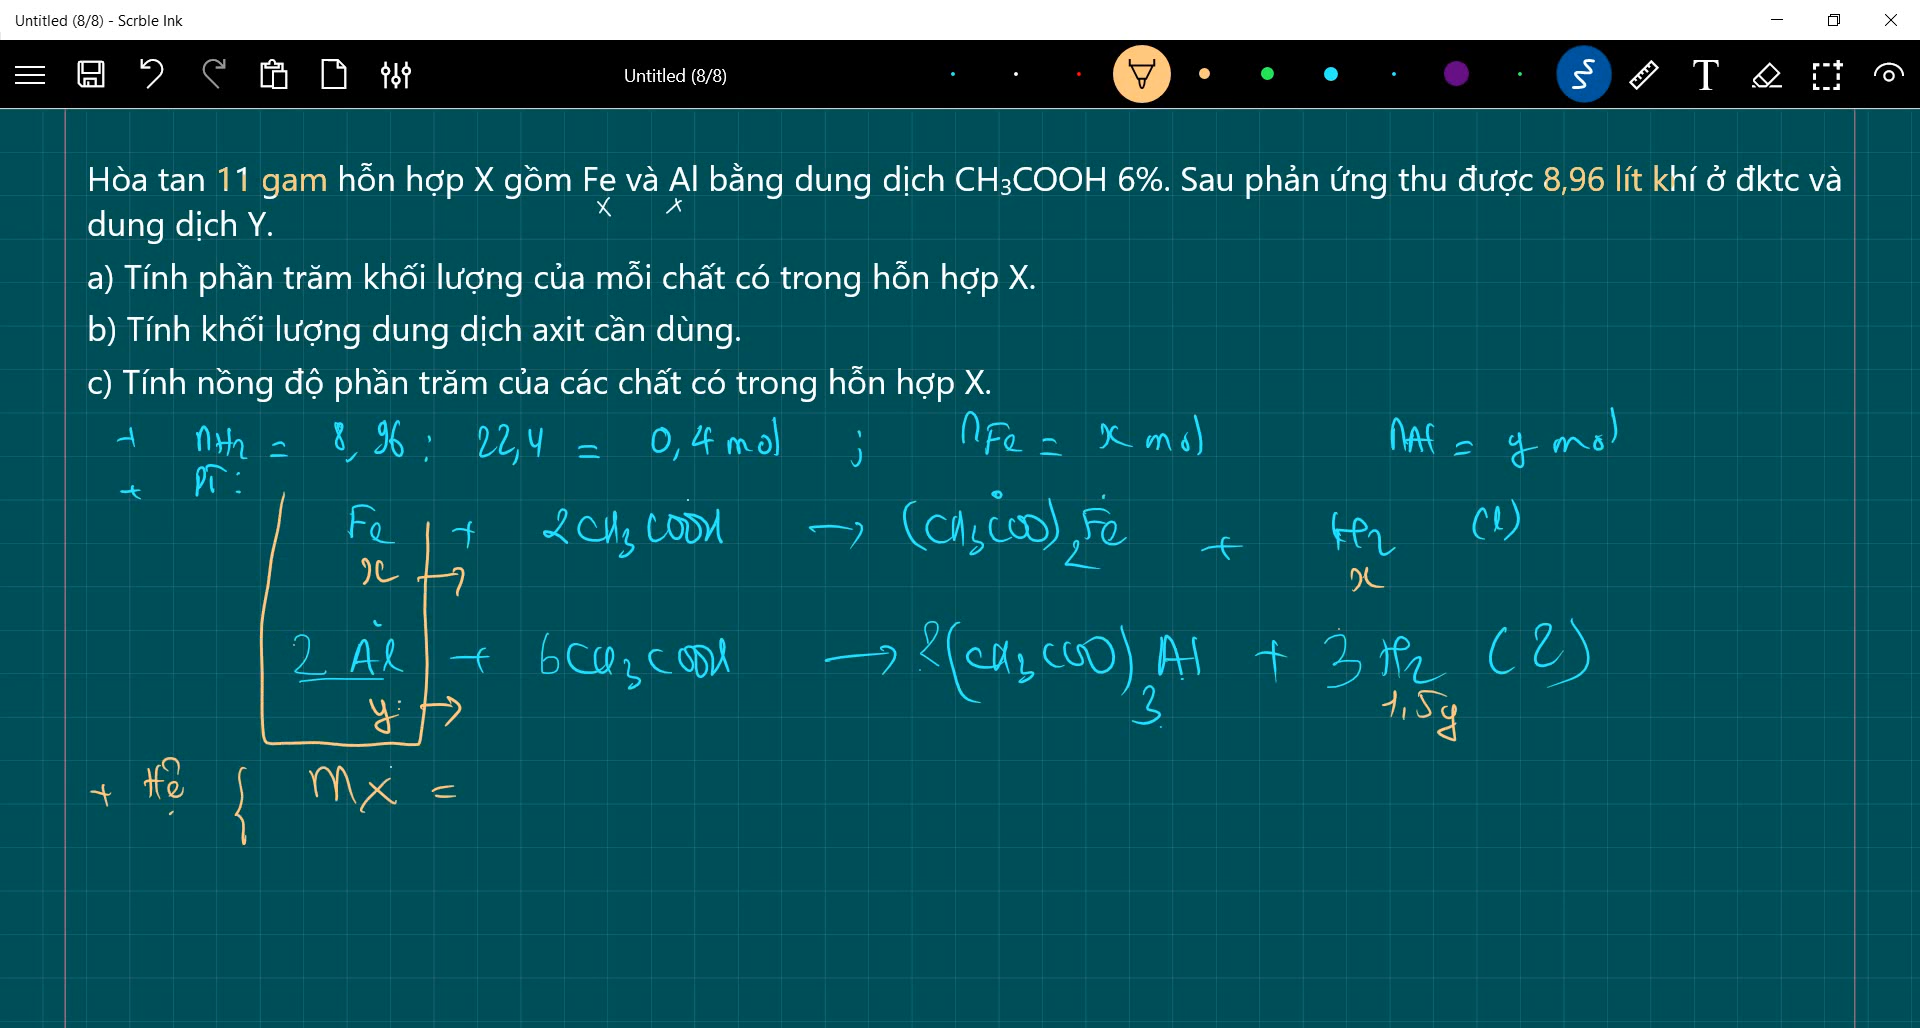 Untitled (8/8) - Scrble Ink
Untitled (8/8)
T
Hòa tan 11 gam hỗn hợp X gồm Fe và Al bằng dung dịch CH₃COOH 6%. Sau phản ứng thu được 8,96 lít khí ở đktc và
x x
dung dịch Y.
a) Tính phần trăm khối lượng của mỗi chất có trong hỗn hợp X.
b) Tính khối lượng dung dịch axit cần dùng.
c) Tính nồng độ phần trăm của các chất có trong hỗn hợp X.
+ nH₂ = 8,96 : 22,4 = 0,4 mol ; nFe = x mol nAl = y mol
+ PT:
Fe + 2CH₃COOH → (CH₃COO)₂Fe + H₂ (1)
x → x
2Al + 6CH₃COOH → 2(CH₃COO)₃Al + 3H₂ (2)
y → 1,5y
+ Hệ { mX =